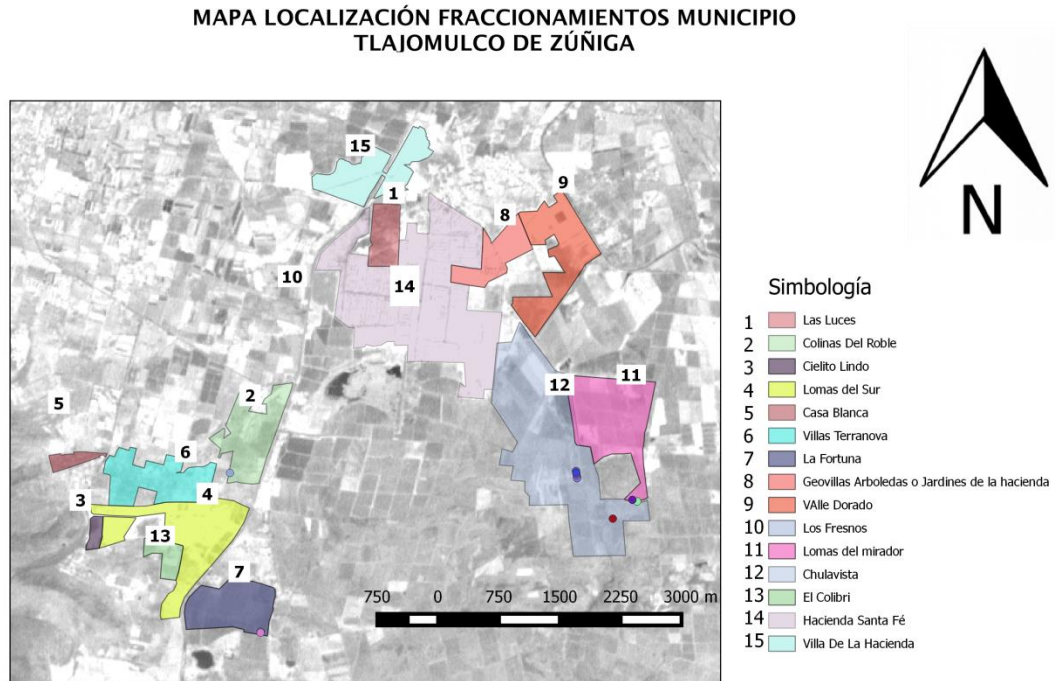 MAPA LOCALIZACIÓN FRACCIONAMIENTOS MUNICIPIO
TLAJOMULCO DE ZÚÑIGA
N
15
1
9
8
10
14
12
11
2
5
6
3
4
13
7
750 0 750 1500 2250 3000 m
Simbología
1 Las Luces
2 Colinas Del Roble
3 Cielito Lindo
4 Lomas del Sur
5 Casa Blanca
6 Villas Terranova
7 La Fortuna
8 Geovillas Arboledas o Jardines de la hacienda
9 VAlle Dorado
10 Los Fresnos
11 Lomas del mirador
12 Chulavista
13 El Colibri
14 Hacienda Santa Fé
15 Villa De La Hacienda